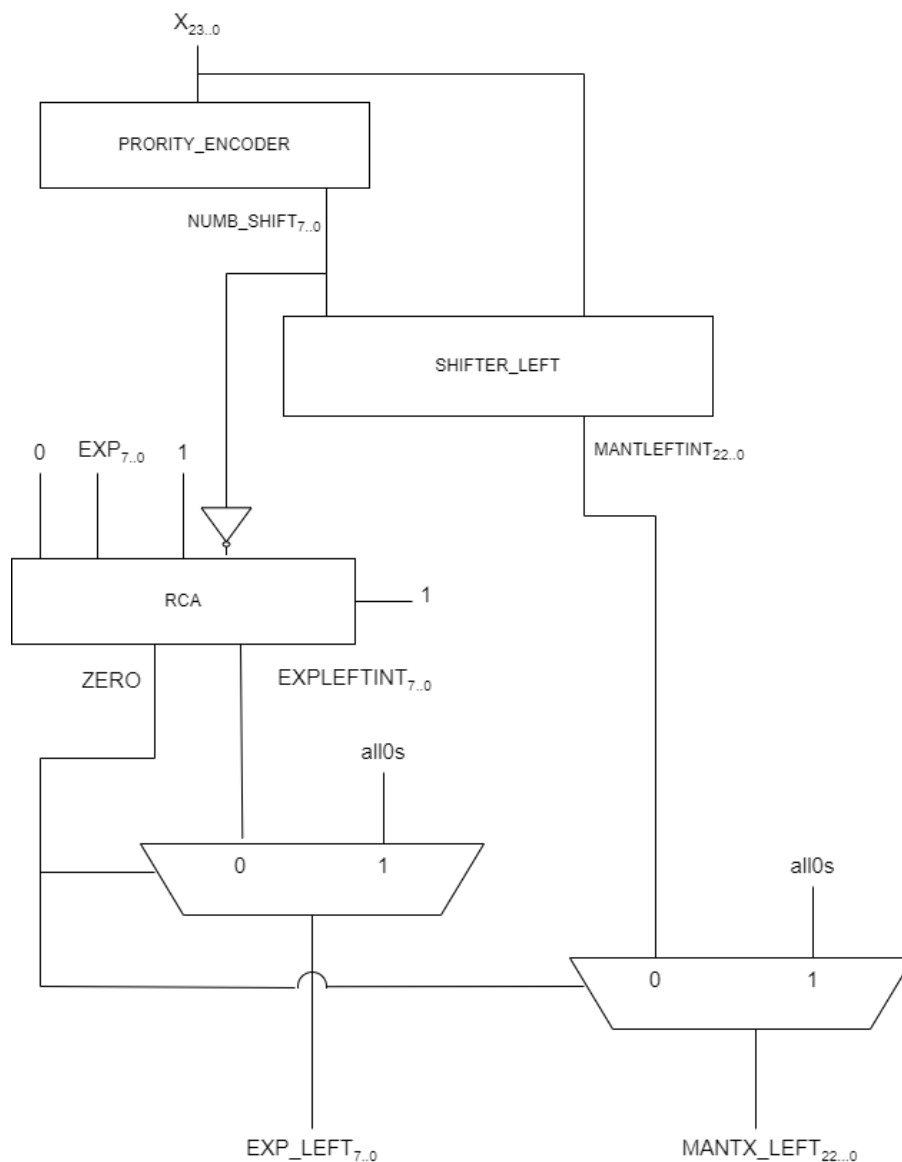 X23..0
PRORITY_ENCODER
NUMB_SHIFT7..0
SHIFTER_LEFT
0 EXP7..0 1
MANTLEFTINT22..0
RCA
1
ZERO
EXPLEFTINT7..0
all0s
0 1
all0s
0 1
EXP_LEFT7..0
MANTX_LEFT22...0